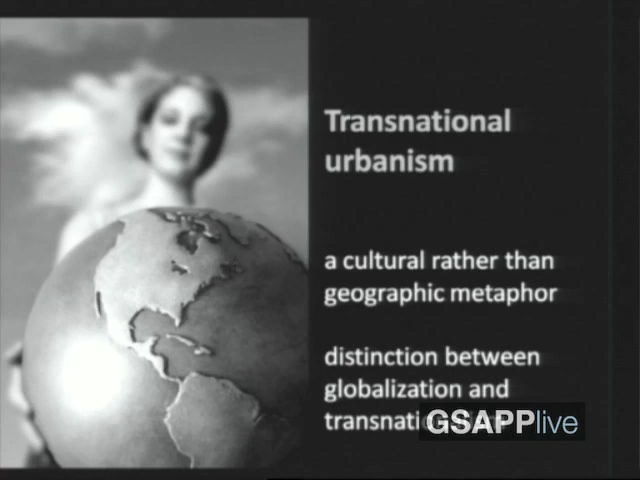 Transnational
urbanism
a cultural rather than
geographic metaphor
distinction between
globalization and
GSAPPlive